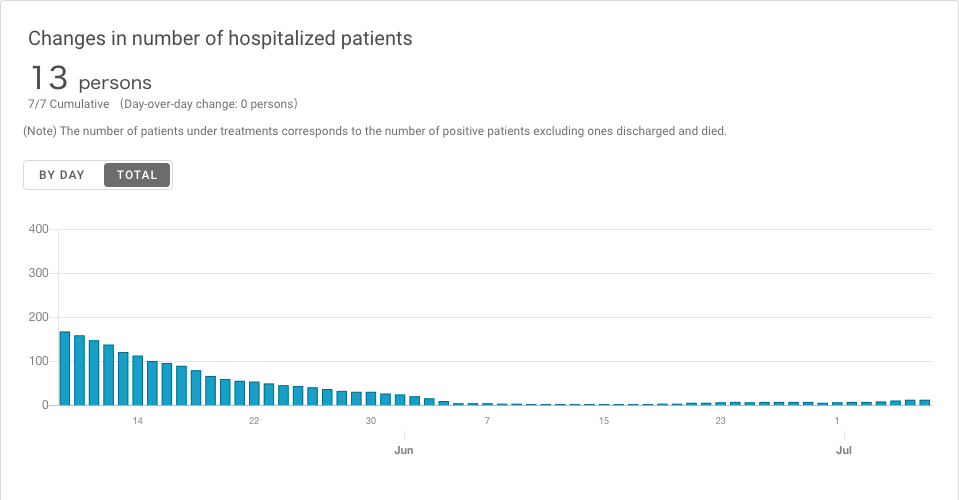 Changes in number of hospitalized patients
13 persons
7/7 Cumulative （Day-over-day change: 0 persons）
(Note) The number of patients under treatments corresponds to the number of positive patients excluding ones discharged and died.
BY DAY TOTAL
400
300
200
100
0
14 22 30 7 15 23 1
Jun Jul